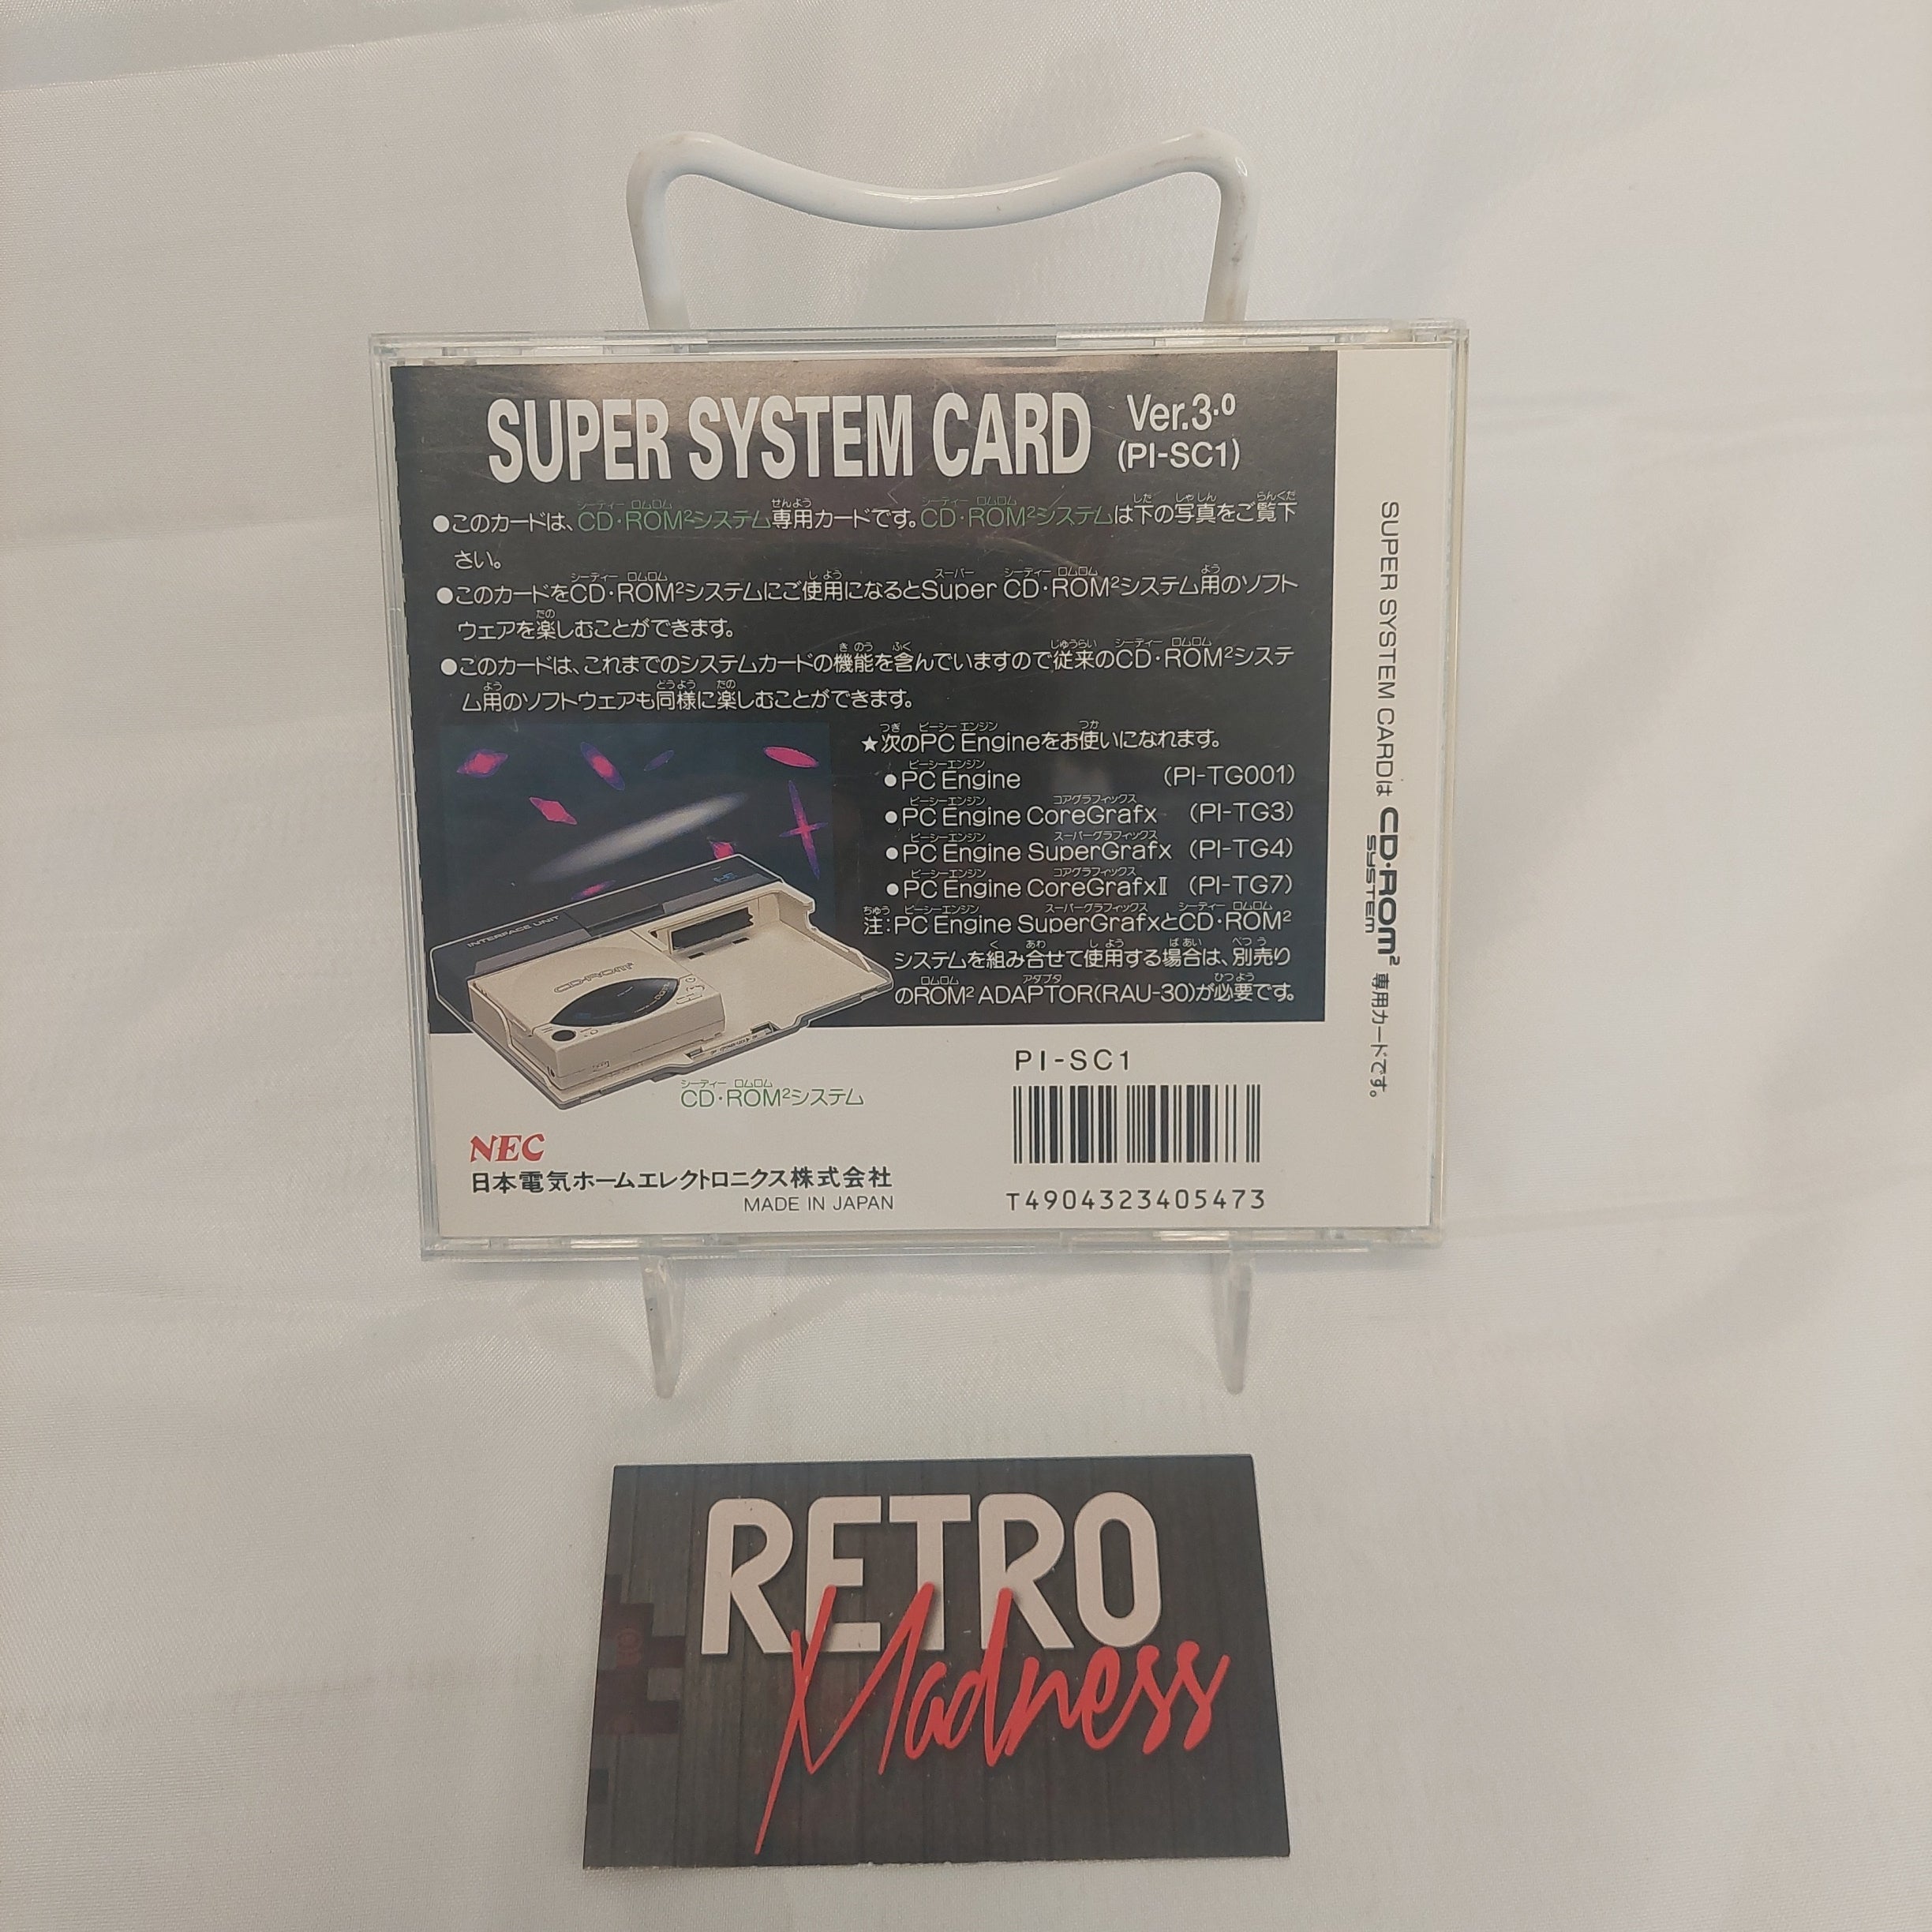 SUPER SYSTEM CARD Ver.3.0
(PI-SC1)
●このカードは、CD・ROM²システム専用カードです。CD・ROM²システムは下の写真をご覧下
さい。
●このカードをCD・ROM²システムにご使用になるとSuper CD・ROM²システム用のソフト
ウェアを楽しむことができます。
●このカードは、これまでのシステムカードの機能を含んでいますので従来のCD・ROM²システ
ム用のソフトウェアも同様に楽しむことができます。
★次のPC Engineをお使いになれます。
●PC Engine (PI-TG001)
●PC Engine CoreGrafx (PI-TG3)
●PC Engine SuperGrafx (PI-TG4)
●PC Engine CoreGrafxⅡ (PI-TG7)
注:PC Engine SuperGrafxとCD・ROM²
システムを組み合せて使用する場合は、別売り
のROM² ADAPTOR(RAU-30)が必要です。
INTERFACE UNIT
CD-ROM²
CD・ROM²システム
PI-SC1
T4904323405473
NEC
日本電気ホームエレクトロニクス株式会社
MADE IN JAPAN
SUPER SYSTEM CARDは CD・ROM² SYSTEM 専用カードです。
RETRO
Madness